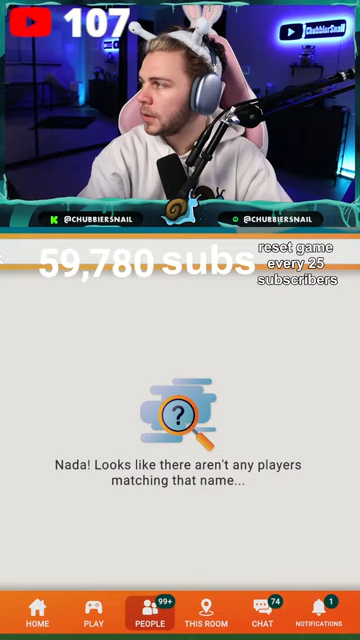 107
ChubbierSnail
@CHUBBIERSNAIL
@CHUBBIERSNAIL
59,780 subs
reset game
every 25
subscribers
?
Nada! Looks like there aren't any players
matching that name...
99+
74
1
HOME
PLAY
PEOPLE
THIS ROOM
CHAT
NOTIFICATIONS